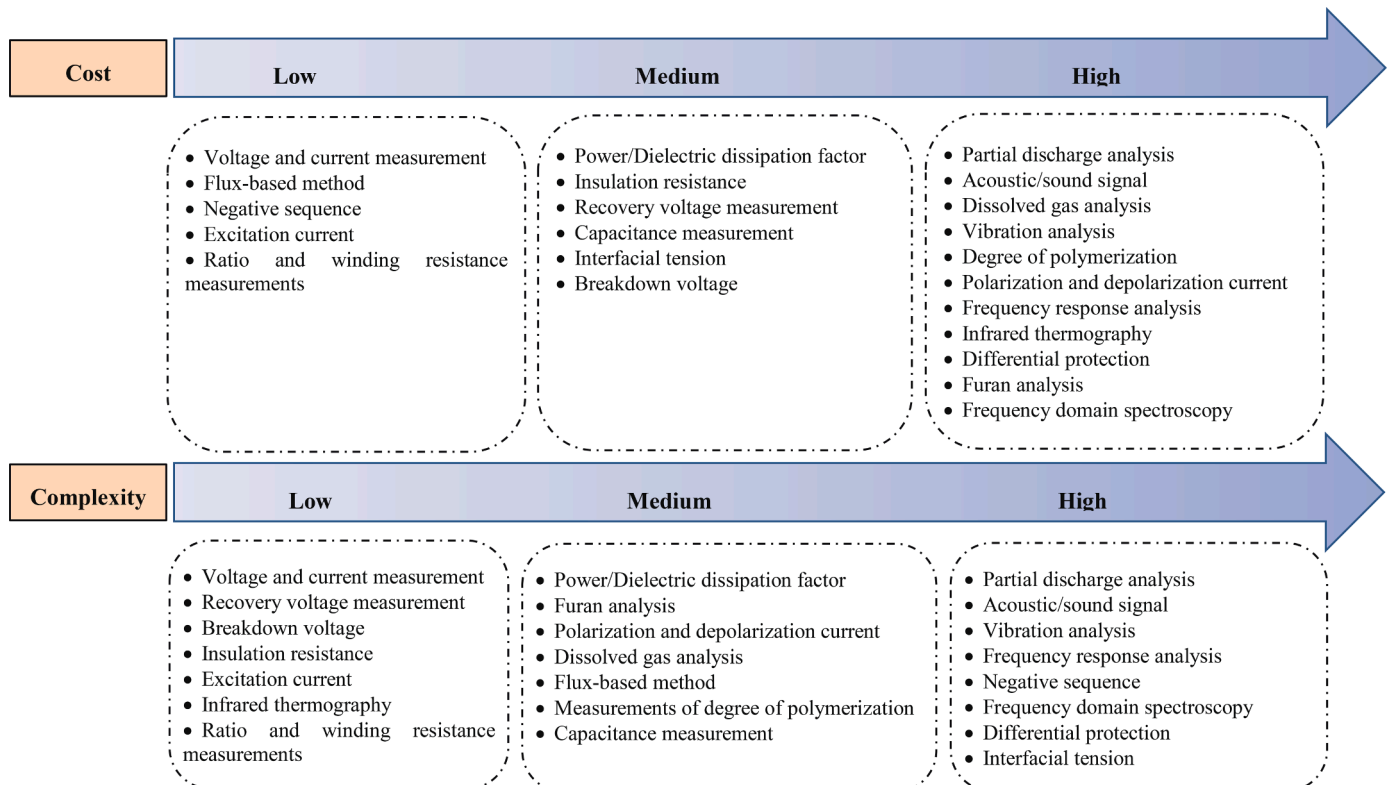 Cost
Low
Medium
High
• Voltage and current measurement
• Flux-based method
• Negative sequence
• Excitation current
• Ratio and winding resistance
measurements
• Power/Dielectric dissipation factor
• Insulation resistance
• Recovery voltage measurement
• Capacitance measurement
• Interfacial tension
• Breakdown voltage
• Partial discharge analysis
• Acoustic/sound signal
• Dissolved gas analysis
• Vibration analysis
• Degree of polymerization
• Polarization and depolarization current
• Frequency response analysis
• Infrared thermography
• Differential protection
• Furan analysis
• Frequency domain spectroscopy
Complexity
Low
Medium
High
• Voltage and current measurement
• Recovery voltage measurement
• Breakdown voltage
• Insulation resistance
• Excitation current
• Infrared thermography
• Ratio and winding resistance
measurements
• Power/Dielectric dissipation factor
• Furan analysis
• Polarization and depolarization current
• Dissolved gas analysis
• Flux-based method
• Measurements of degree of polymerization
• Capacitance measurement
• Partial discharge analysis
• Acoustic/sound signal
• Vibration analysis
• Frequency response analysis
• Negative sequence
• Frequency domain spectroscopy
• Differential protection
• Interfacial tension